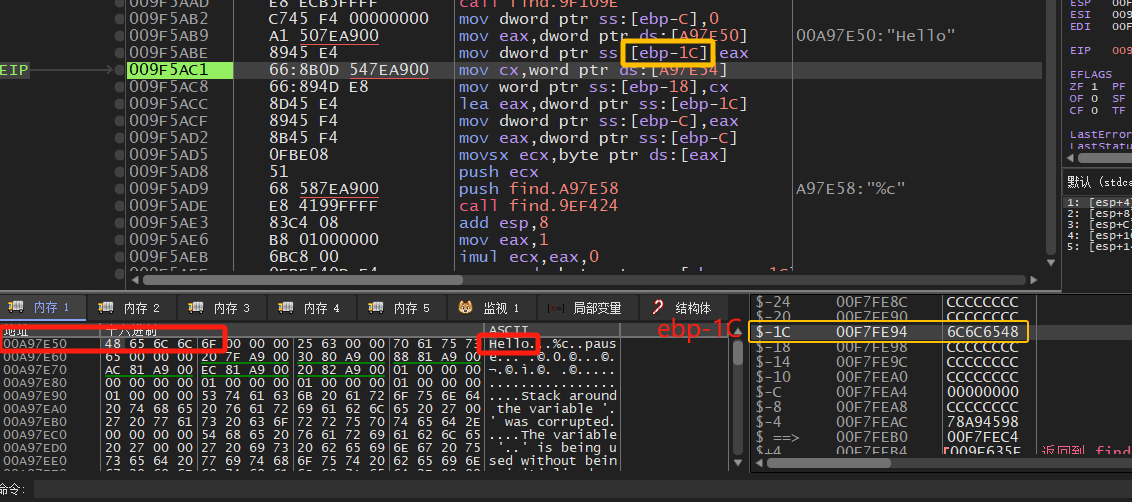 009F5AAD E8 ECB5FFFF call find.9F109E
009F5AB2 C745 F4 00000000 mov dword ptr ss:[ebp-C],0
009F5AB9 A1 507EA900 mov eax,dword ptr ds:[A97E50] 00A97E50:"Hello"
009F5ABE 8945 E4 mov dword ptr ss:[ebp-1C],eax
EIP 009F5AC1 66:8B0D 547EA900 mov cx,word ptr ds:[A97E54]
009F5AC8 66:894D E8 mov word ptr ss:[ebp-18],cx
009F5ACC 8D45 E4 lea eax,dword ptr ss:[ebp-1C]
009F5ACF 8945 F4 mov dword ptr ss:[ebp-C],eax
009F5AD2 8B45 F4 mov eax,dword ptr ss:[ebp-C]
009F5AD5 0FBE08 movsx ecx,byte ptr ds:[eax]
009F5AD8 51 push ecx
009F5AD9 68 587EA900 push find.A97E58 A97E58:"%c"
009F5ADE E8 4199FFFF call find.9EF424
009F5AE3 83C4 08 add esp,8
009F5AE6 B8 01000000 mov eax,1
009F5AEB 6BC8 00 imul ecx,eax,0
ESP 00F
ESI 009
EDI 00F
EIP 009F
EFLAGS
ZF 1 PF
OF 0 SF
CF 0 TF
LastError
LastStatu
默认 (stdc
1: [esp+4]
2: [esp+8]
3: [esp+C]
4: [esp+10
5: [esp+14
内存 1 内存 2 内存 3 内存 4 内存 5 监视 1 局部变量 结构体
地址 十六进制 ASCII
00A97E50 48 65 6C 6C 6F 00 00 00 25 63 00 00 70 61 75 73 Hello...%c..paus
00A97E60 65 00 00 00 20 7F A9 00 30 80 A9 00 88 81 A9 00 e... .©.0.©...©.
00A97E70 AC 81 A9 00 EC 81 A9 00 20 82 A9 00 01 00 00 00 ¬.©.ì.©. .©.....
00A97E80 00 00 00 00 01 00 00 00 01 00 00 00 01 00 00 00 ................
00A97E90 01 00 00 00 53 74 61 63 6B 20 61 72 6F 75 6E 64 ....Stack around
00A97EA0 20 74 68 65 20 76 61 72 69 61 62 6C 65 20 27 00 the variable '.
00A97EB0 27 20 77 61 73 20 63 6F 72 72 75 70 74 65 64 2E ' was corrupted.
00A97EC0 00 00 00 00 54 68 65 20 76 61 72 69 61 62 6C 65 ....The variable
00A97ED0 20 27 00 00 27 20 69 73 20 62 65 69 6E 67 20 75 '..' is being u
00A97EE0 73 65 64 20 77 69 74 68 6F 75 74 20 62 65 69 6E sed without bein
ebp-1C
$-24 00F7FE8C CCCCCCCC
$-20 00F7FE90 CCCCCCCC
$-1C 00F7FE94 6C6C6548
$-18 00F7FE98 CCCCCCCC
$-14 00F7FE9C CCCCCCCC
$-10 00F7FEA0 CCCCCCCC
$-C 00F7FEA4 00000000
$-8 00F7FEA8 CCCCCCCC
$-4 00F7FEAC 78A94598
$ ==> 00F7FEB0 00F7FEC4
$+4 00F7FEB4 009F635F 返回到 find
命令: